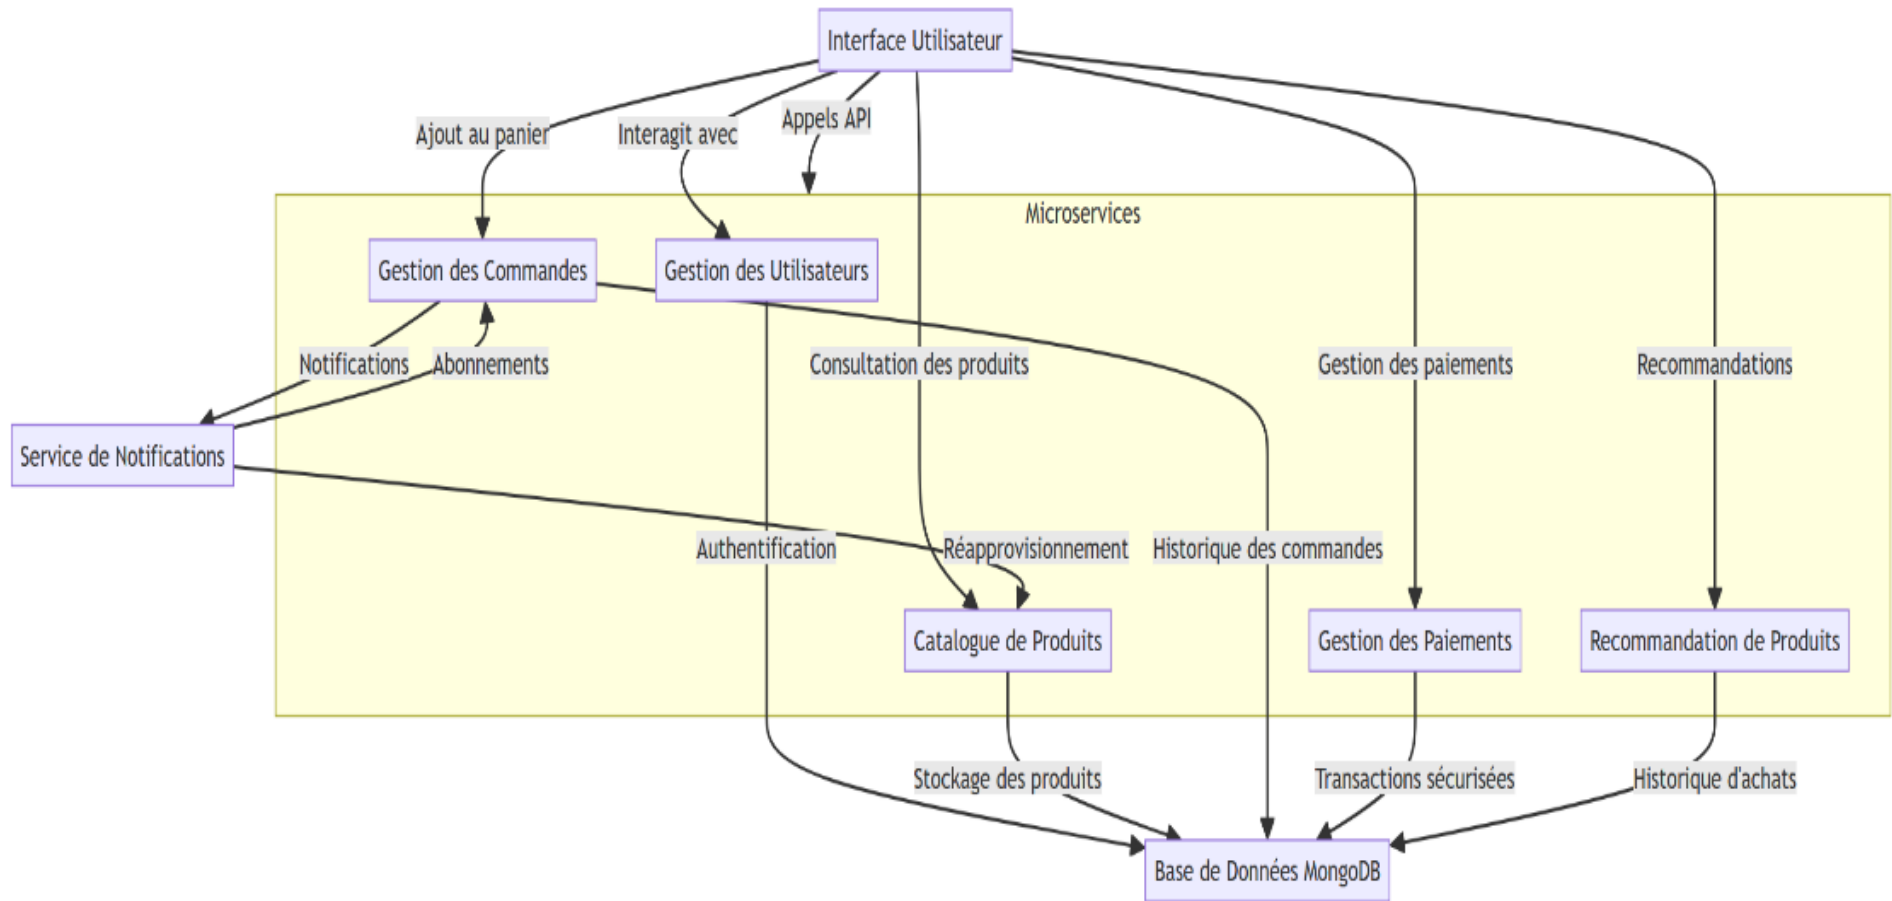 Interface Utilisateur
Ajout au panier
Interagit avec
Appels API
Microservices
Gestion des Commandes
Gestion des Utilisateurs
Notifications
Abonnements
Consultation des produits
Gestion des paiements
Recommandations
Service de Notifications
Authentification
Réapprovisionnement
Historique des commandes
Catalogue de Produits
Gestion des Paiements
Recommandation de Produits
Stockage des produits
Transactions sécurisées
Historique d'achats
Base de Données MongoDB